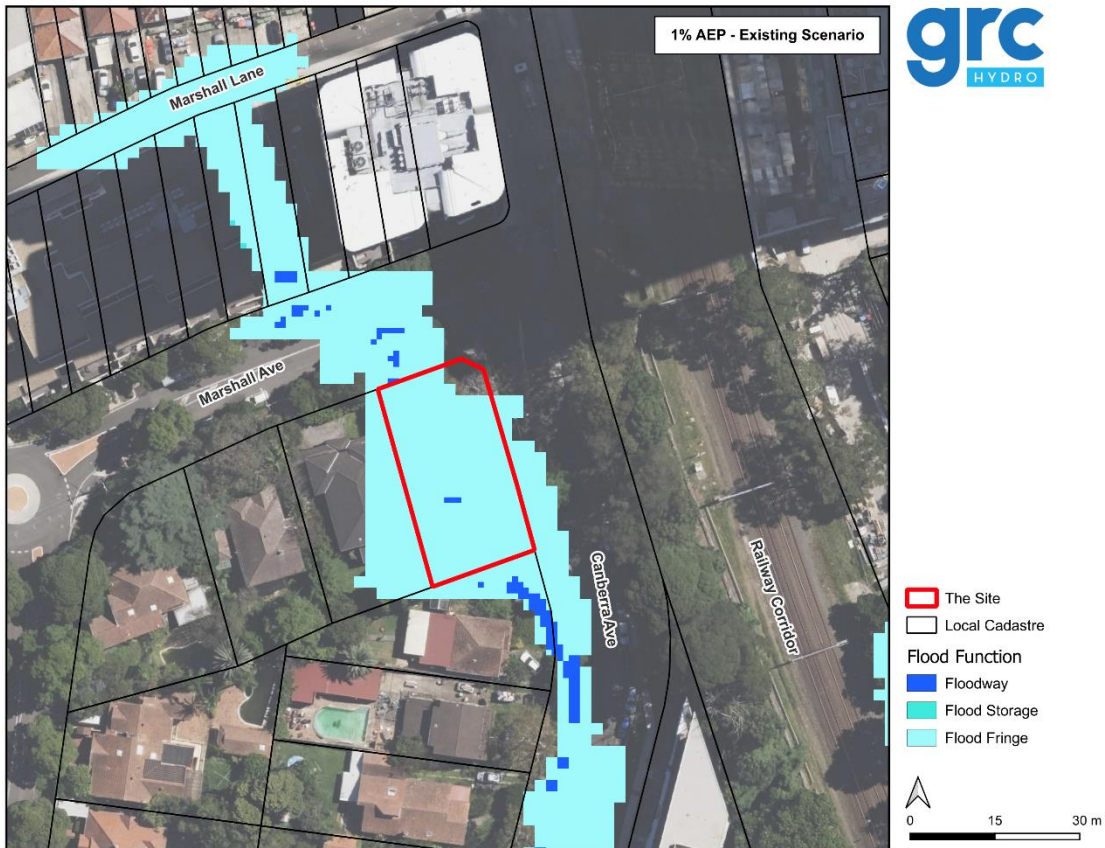 1% AEP - Existing Scenario
grc
HYDRO
Marshall Lane
Marshall Ave
Canberra Ave
Railway Corridor
The Site
Local Cadastre
Flood Function
Floodway
Flood Storage
Flood Fringe
0 15 30 m